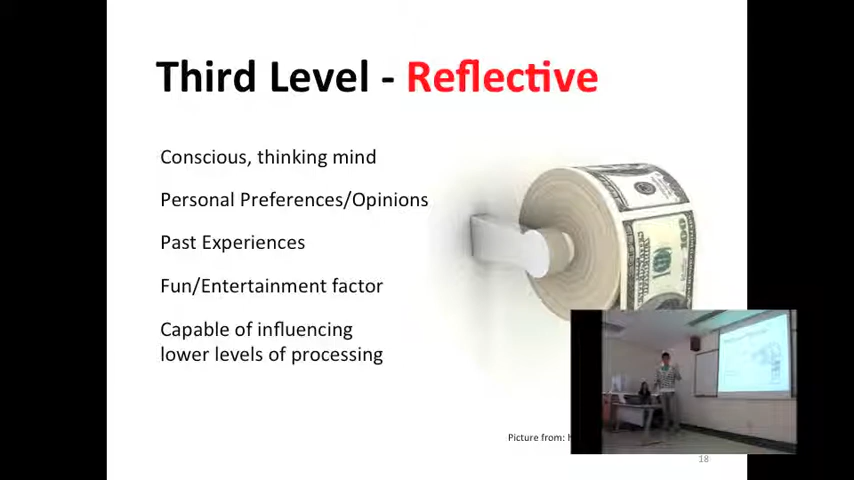 Third Level - Reflective
Conscious, thinking mind
Personal Preferences/Opinions
Past Experiences
Fun/Entertainment factor
Capable of influencing
lower levels of processing
100
Picture from:
18